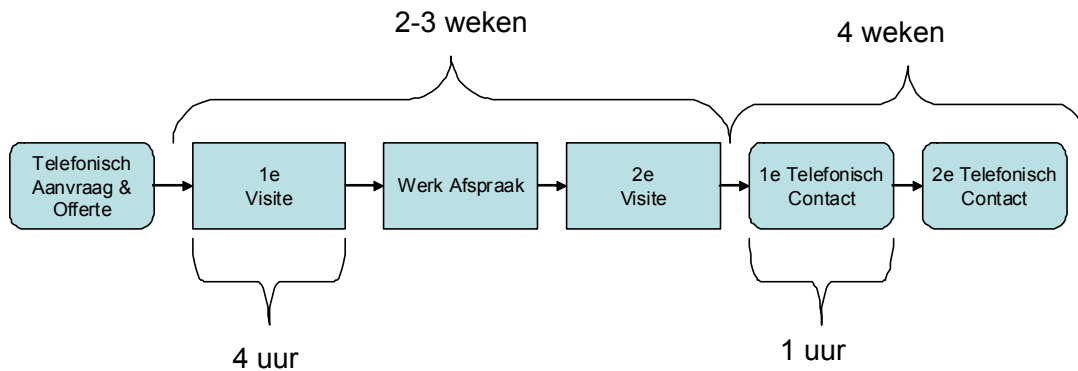 2-3 weken
4 weken
Telefonisch
Aanvraag &
Offerte
1e
Visite
Werk Afspraak
2e
Visite
1e Telefonisch
Contact
2e Telefonisch
Contact
4 uur
1 uur